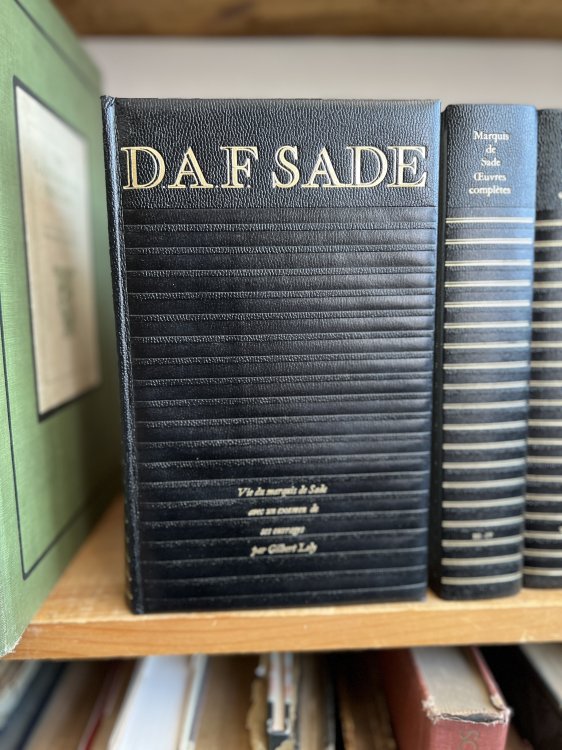 D.A.F. SADE
Vie du marquis de Sade
avec un examen de
ses ouvrages
par Gilbert Lely
Marquis
de
Sade
Œuvres
complètes